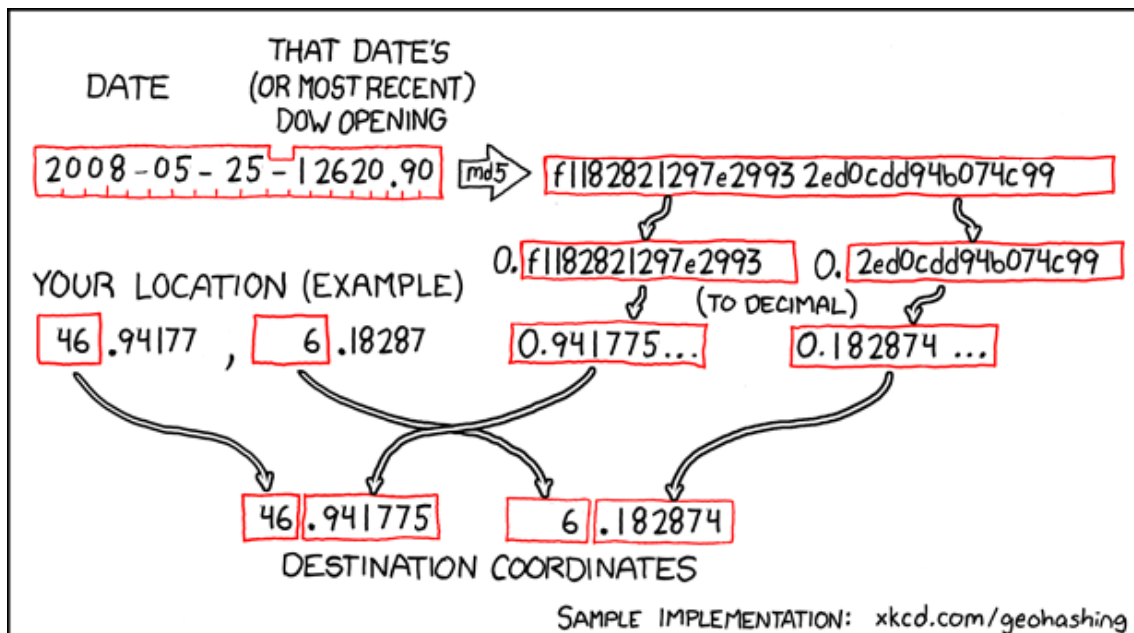 DATE
THAT DATE'S
(OR MOST RECENT)
DOW OPENING
2008-05-25-12620.90
md5
f1182821297e2993 2ed0cdd94b074c99
0. f1182821297e2993
0. 2ed0cdd94b074c99
(TO DECIMAL)
0.941775...
0.182874 ...
YOUR LOCATION (EXAMPLE)
46 .94177 , 6 .18287
46 .941775 6 .182874
DESTINATION COORDINATES
SAMPLE IMPLEMENTATION: xkcd.com/geohashing